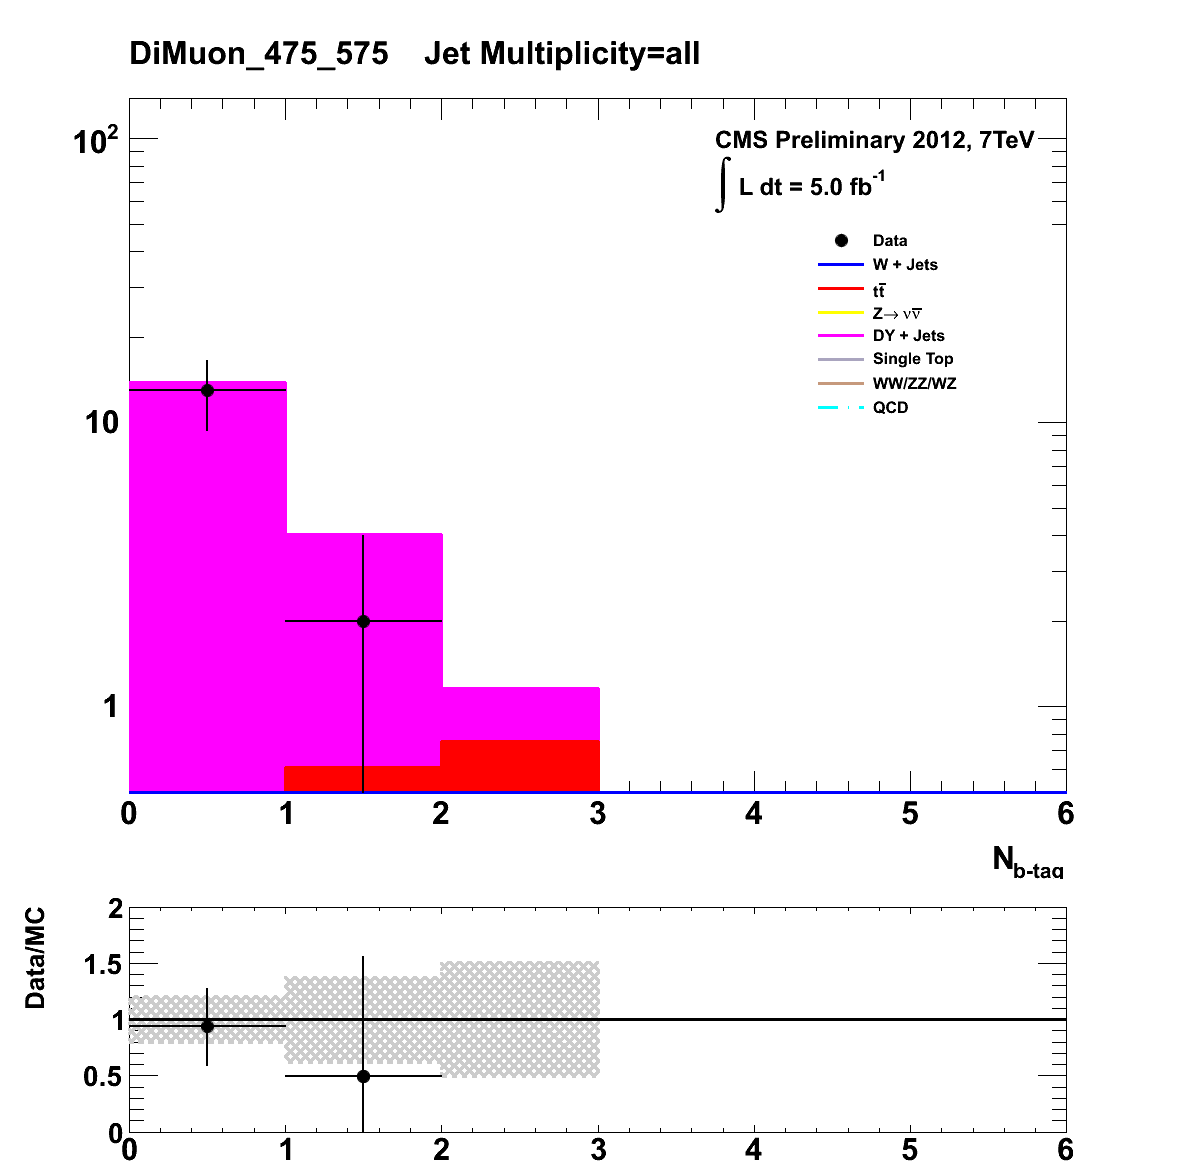 DiMuon_475_575 Jet Multiplicity=all
10²
CMS Preliminary 2012, 7TeV
∫ L dt = 5.0 fb⁻¹
Data
W + Jets
tt̅
Z→ νν̅
DY + Jets
Single Top
WW/ZZ/WZ
QCD
10
1
0 1 2 3 4 5 6
N_b-tag
Data/MC
2
1.5
1
0.5
0
0 1 2 3 4 5 6